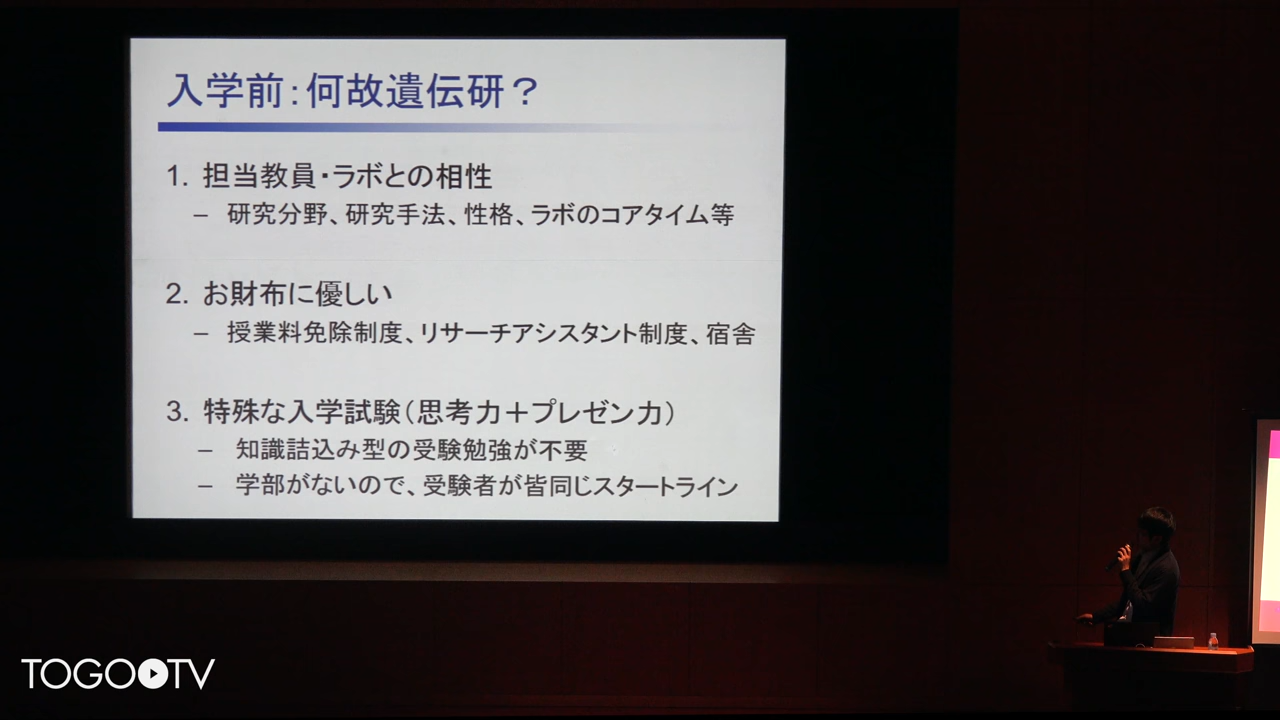 入学前：何故遺伝研？
1. 担当教員・ラボとの相性
– 研究分野、研究手法、性格、ラボのコアタイム等
2. お財布に優しい
– 授業料免除制度、リサーチアシスタント制度、宿舎
3. 特殊な入学試験（思考力＋プレゼン力）
– 知識詰込み型の受験勉強が不要
– 学部がないので、受験者が皆同じスタートライン
TOGOTV